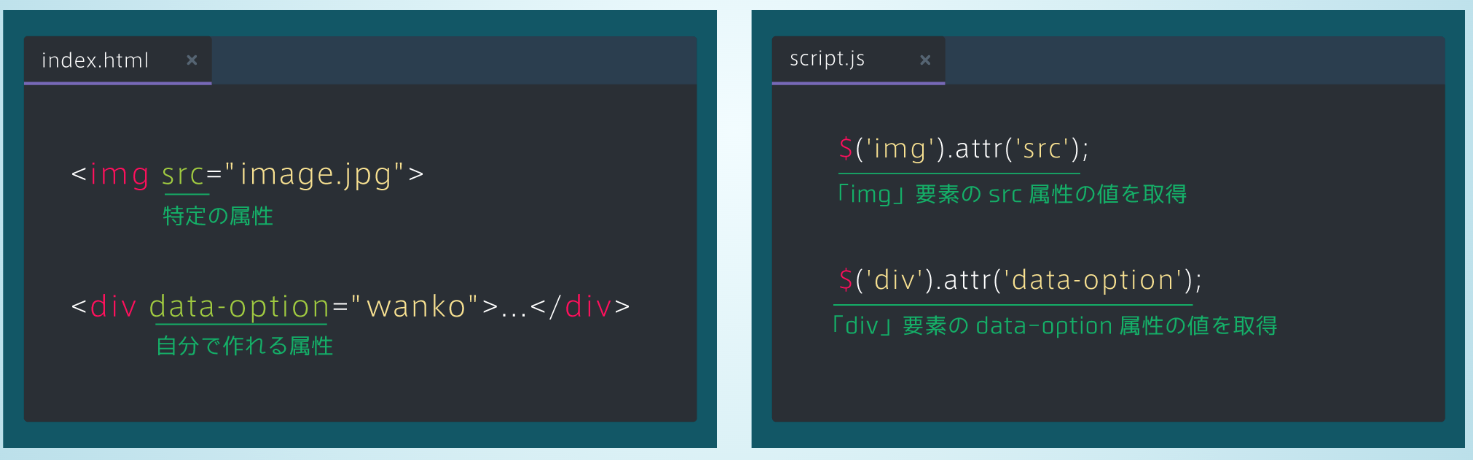 index.html ×
<img src="image.jpg">
特定の属性
<div data-option="wanko">...</div>
自分で作れる属性
script.js ×
$('img').attr('src');
「img」要素の src 属性の値を取得
$('div').attr('data-option');
「div」要素の data-option 属性の値を取得